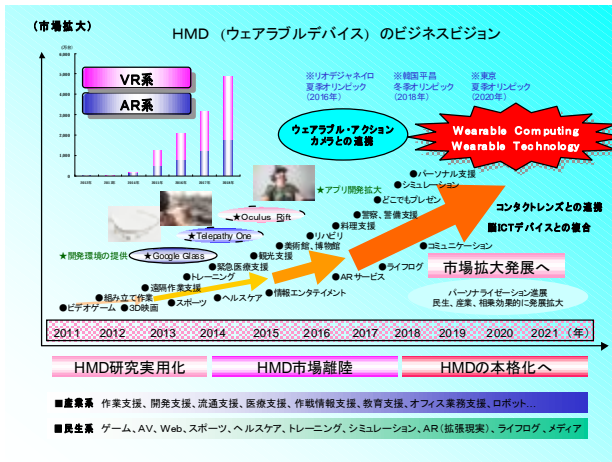 HMD (ウェアラブルデバイス) のビジネスビジョン
(市場拡大)
(万台)
VR系
AR系
5,000
4,000
3,000
2,000
1,000
0
※リオデジャネイロ
夏季オリンピック
(2016年)
※韓国平昌
冬季オリンピック
(2018年)
※東京
夏季オリンピック
(2020年)
ウェアラブル・アクション
カメラとの連携
Wearable Computing
Wearable Technology
●パーソナル支援
●シミュレーション
★アプリ開発拡大
●どこでもプレゼン
●警察、警備支援
コンタクトレンズとの連携
★Oculus Rift
●料理支援
■ICTデバイスとの複合
★Telepathy One
●リハビリ
●美術館、博物館
●コミュニケーション
★開発環境の提供
★Google Glass
●観光支援
●緊急医療支援
●ライフログ
市場拡大発展へ
●トレーニング
●ARサービス
●遠隔作業支援
●情報エンタテイメント
パーソナライゼーション進展
民生、産業、相乗効果的に発展拡大
●組み立て作業
●ヘルスケア
●スポーツ
●ビデオゲーム
●3D映画
2011 2012 2013 2014 2015 2016 2017 2018 2019 2020 2021 (年)
HMD研究実用化
HMD市場離陸
HMDの本格化へ
■産業系 作業支援、開発支援、流通支援、医療支援、作戦情報支援、教育支援、オフィス業務支援、ロボット…
■民生系 ゲーム、AV、Web、スポーツ、ヘルスケア、トレーニング、シミュレーション、AR(拡張現実)、ライフログ、メディア